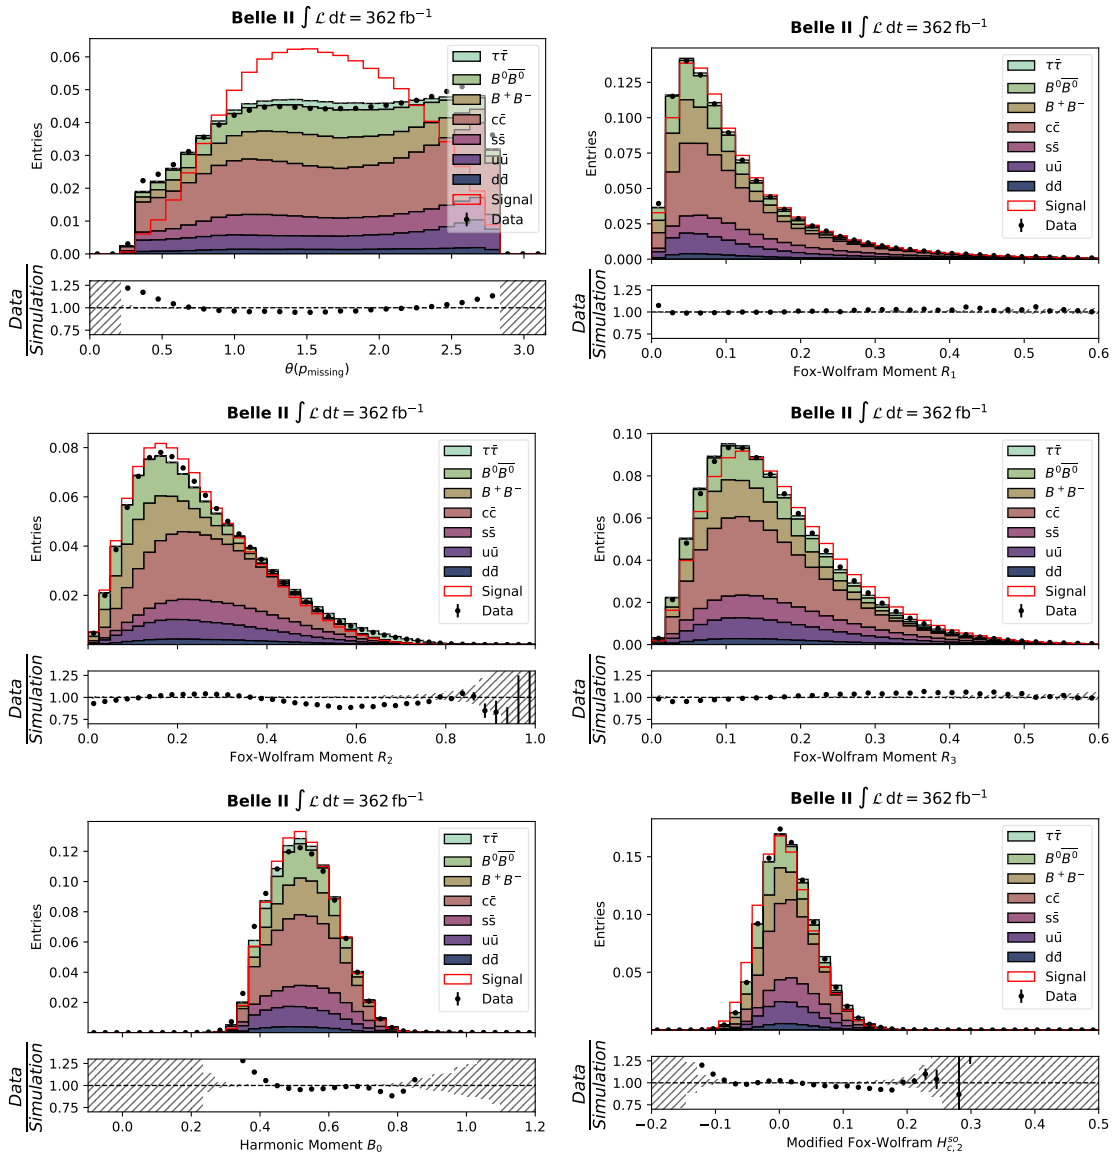 Belle II ∫ ℒ dt = 362 fb⁻¹
Entries
0.06
0.05
0.04
0.03
0.02
0.01
0.00
ττ̄
B⁰B̅⁰
B⁺B⁻
cc̄
ss̄
uū
dd̄
Signal
Data
Data
Simulation
1.25
1.00
0.75
0.0 0.5 1.0 1.5 2.0 2.5 3.0
θ(p_missing)
Belle II ∫ ℒ dt = 362 fb⁻¹
Entries
0.125
0.100
0.075
0.050
0.025
0.000
ττ̄
B⁰B̅⁰
B⁺B⁻
cc̄
ss̄
uū
dd̄
Signal
Data
Data
Simulation
1.25
1.00
0.75
0.0 0.1 0.2 0.3 0.4 0.5 0.6
Fox-Wolfram Moment R₁
Belle II ∫ ℒ dt = 362 fb⁻¹
Entries
0.08
0.06
0.04
0.02
0.00
ττ̄
B⁰B̅⁰
B⁺B⁻
cc̄
ss̄
uū
dd̄
Signal
Data
Data
Simulation
1.25
1.00
0.75
0.0 0.2 0.4 0.6 0.8 1.0
Fox-Wolfram Moment R₂
Belle II ∫ ℒ dt = 362 fb⁻¹
Entries
0.10
0.08
0.06
0.04
0.02
0.00
ττ̄
B⁰B̅⁰
B⁺B⁻
cc̄
ss̄
uū
dd̄
Signal
Data
Data
Simulation
1.25
1.00
0.75
0.0 0.1 0.2 0.3 0.4 0.5 0.6
Fox-Wolfram Moment R₃
Belle II ∫ ℒ dt = 362 fb⁻¹
Entries
0.12
0.10
0.08
0.06
0.04
0.02
ττ̄
B⁰B̅⁰
B⁺B⁻
cc̄
ss̄
uū
dd̄
Signal
Data
Data
Simulation
1.25
1.00
0.75
0.0 0.2 0.4 0.6 0.8 1.0 1.2
Harmonic Moment B₀
Belle II ∫ ℒ dt = 362 fb⁻¹
Entries
0.15
0.10
0.05
ττ̄
B⁰B̅⁰
B⁺B⁻
cc̄
ss̄
uū
dd̄
Signal
Data
Data
Simulation
1.25
1.00
0.75
−0.2 −0.1 0.0 0.1 0.2 0.3 0.4 0.5
Modified Fox-Wolfram H^{so}_{c,2}